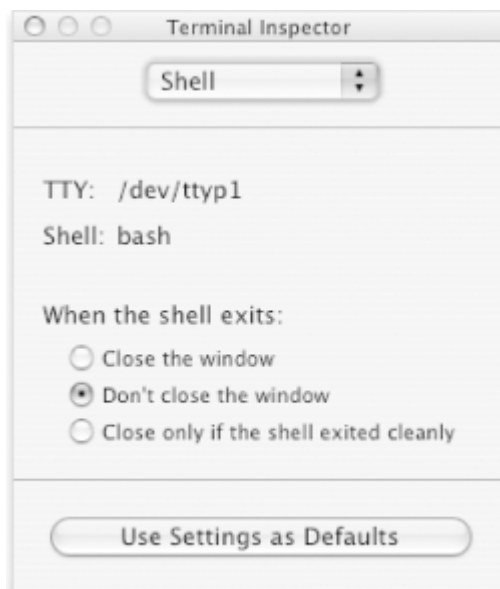 Terminal Inspector
Shell
TTY: /dev/ttyp1
Shell: bash
When the shell exits:
Close the window
Don't close the window
Close only if the shell exited cleanly
Use Settings as Defaults